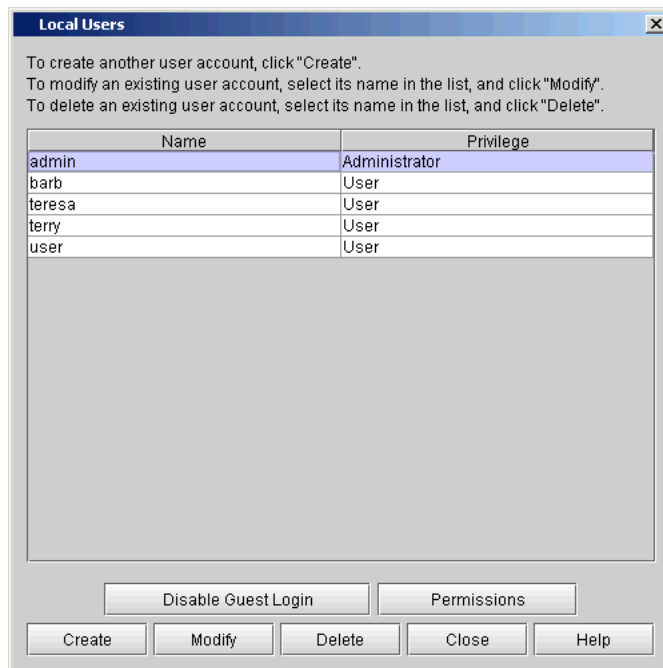 Local Users
To create another user account, click "Create".
To modify an existing user account, select its name in the list, and click "Modify".
To delete an existing user account, select its name in the list, and click "Delete".
Name Privilege
admin Administrator
barb User
teresa User
terry User
user User
Disable Guest Login Permissions
Create Modify Delete Close Help